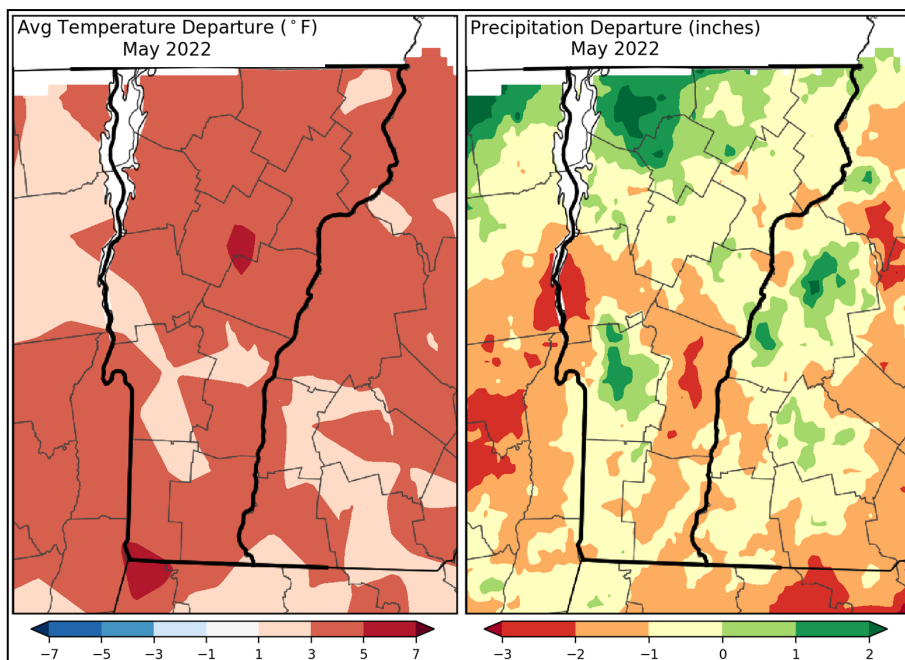 Avg Temperature Departure (°F)
May 2022
Precipitation Departure (inches)
May 2022
−7 −5 −3 −1 1 3 5 7
−3 −2 −1 0 1 2